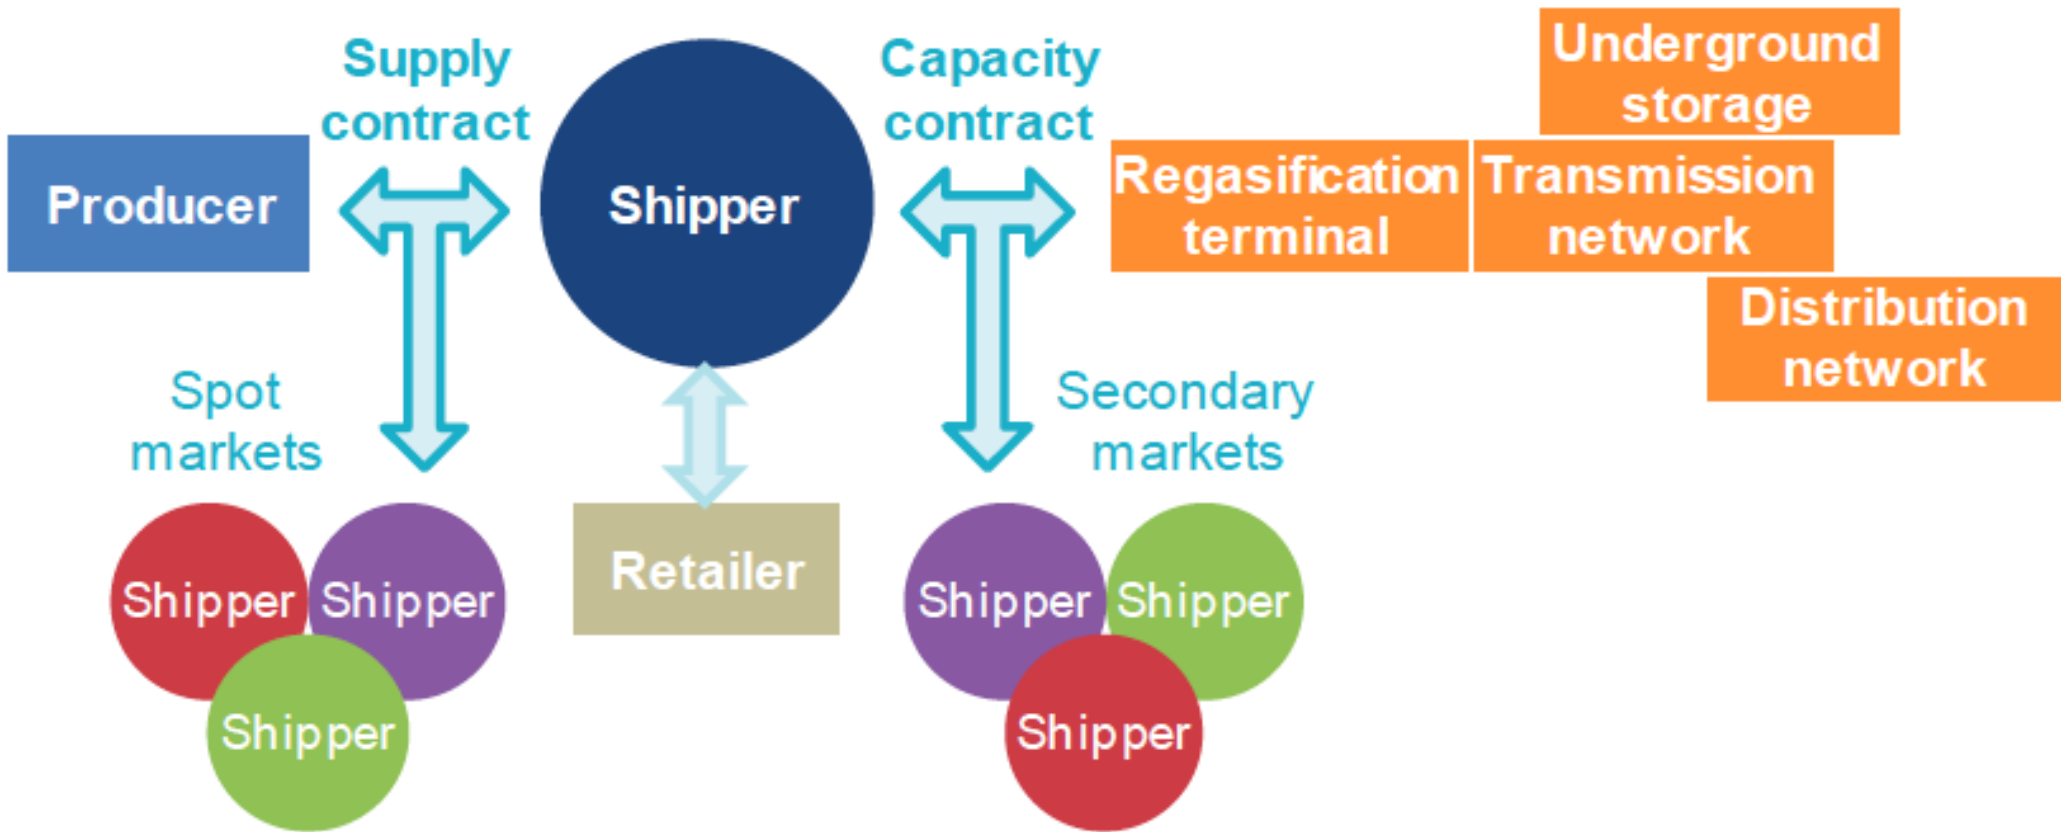 Supply
contract
Capacity
contract
Underground
storage
Producer
Shipper
Regasification
terminal
Transmission
network
Distribution
network
Spot
markets
Secondary
markets
Retailer
Shipper
Shipper
Shipper
Shipper
Shipper
Shipper